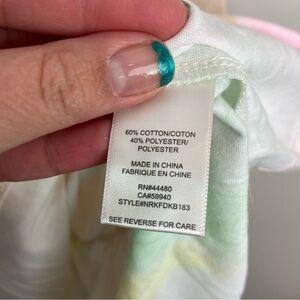 60% COTTON/COTON
40% POLYESTER/
POLYESTER
MADE IN CHINA
FABRIQUE EN CHINE
RN#44480
CA#59940
STYLE#NRKFDKB183
SEE REVERSE FOR CARE